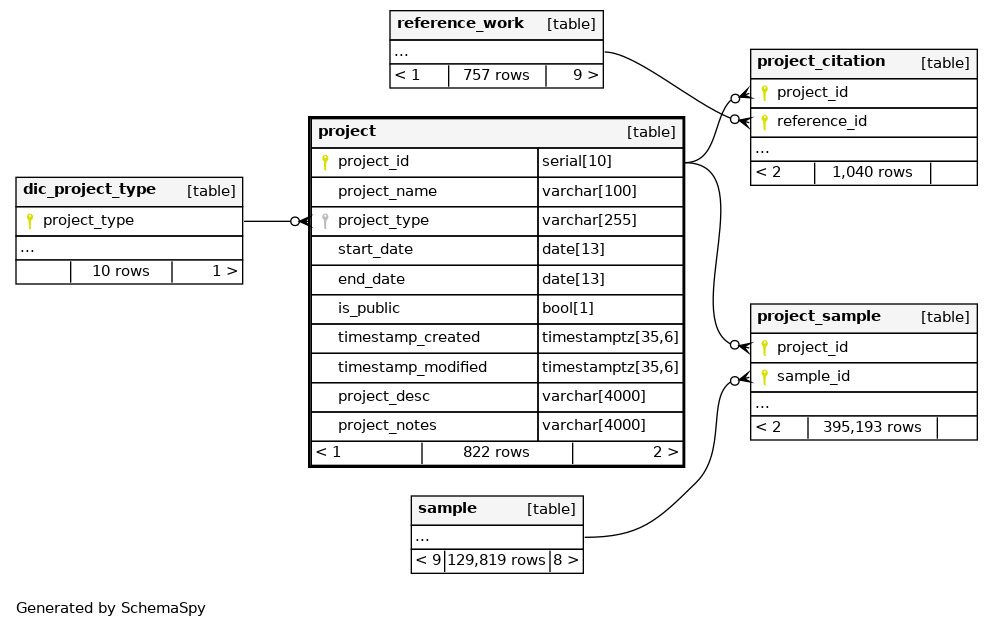 reference_work [table]
...
< 1 757 rows 9 >
project_citation [table]
project_id
reference_id
...
< 2 1,040 rows
project [table]
project_id serial[10]
project_name varchar[100]
project_type varchar[255]
start_date date[13]
end_date date[13]
is_public bool[1]
timestamp_created timestamptz[35,6]
timestamp_modified timestamptz[35,6]
project_desc varchar[4000]
project_notes varchar[4000]
< 1 822 rows 2 >
dic_project_type [table]
project_type
...
10 rows 1 >
project_sample [table]
project_id
sample_id
...
< 2 395,193 rows
sample [table]
...
< 9 129,819 rows 8 >
Generated by SchemaSpy